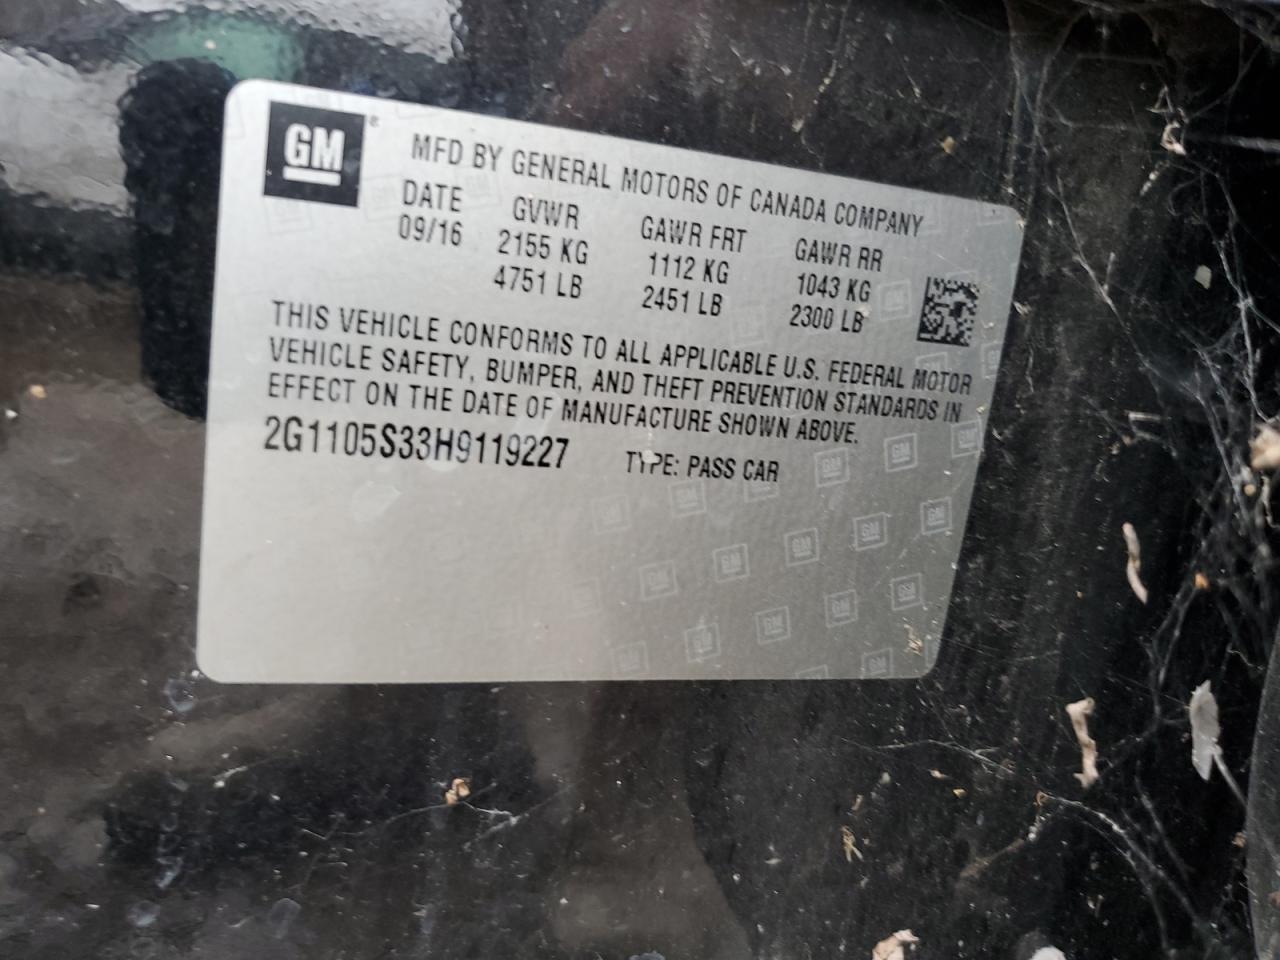 GM®
MFD BY GENERAL MOTORS OF CANADA COMPANY
DATE GVWR GAWR FRT GAWR RR
09/16 2155 KG 1112 KG 1043 KG
4751 LB 2451 LB 2300 LB
THIS VEHICLE CONFORMS TO ALL APPLICABLE U.S. FEDERAL MOTOR
VEHICLE SAFETY, BUMPER, AND THEFT PREVENTION STANDARDS IN
EFFECT ON THE DATE OF MANUFACTURE SHOWN ABOVE.
2G1105S33H9119227 TYPE: PASS CAR